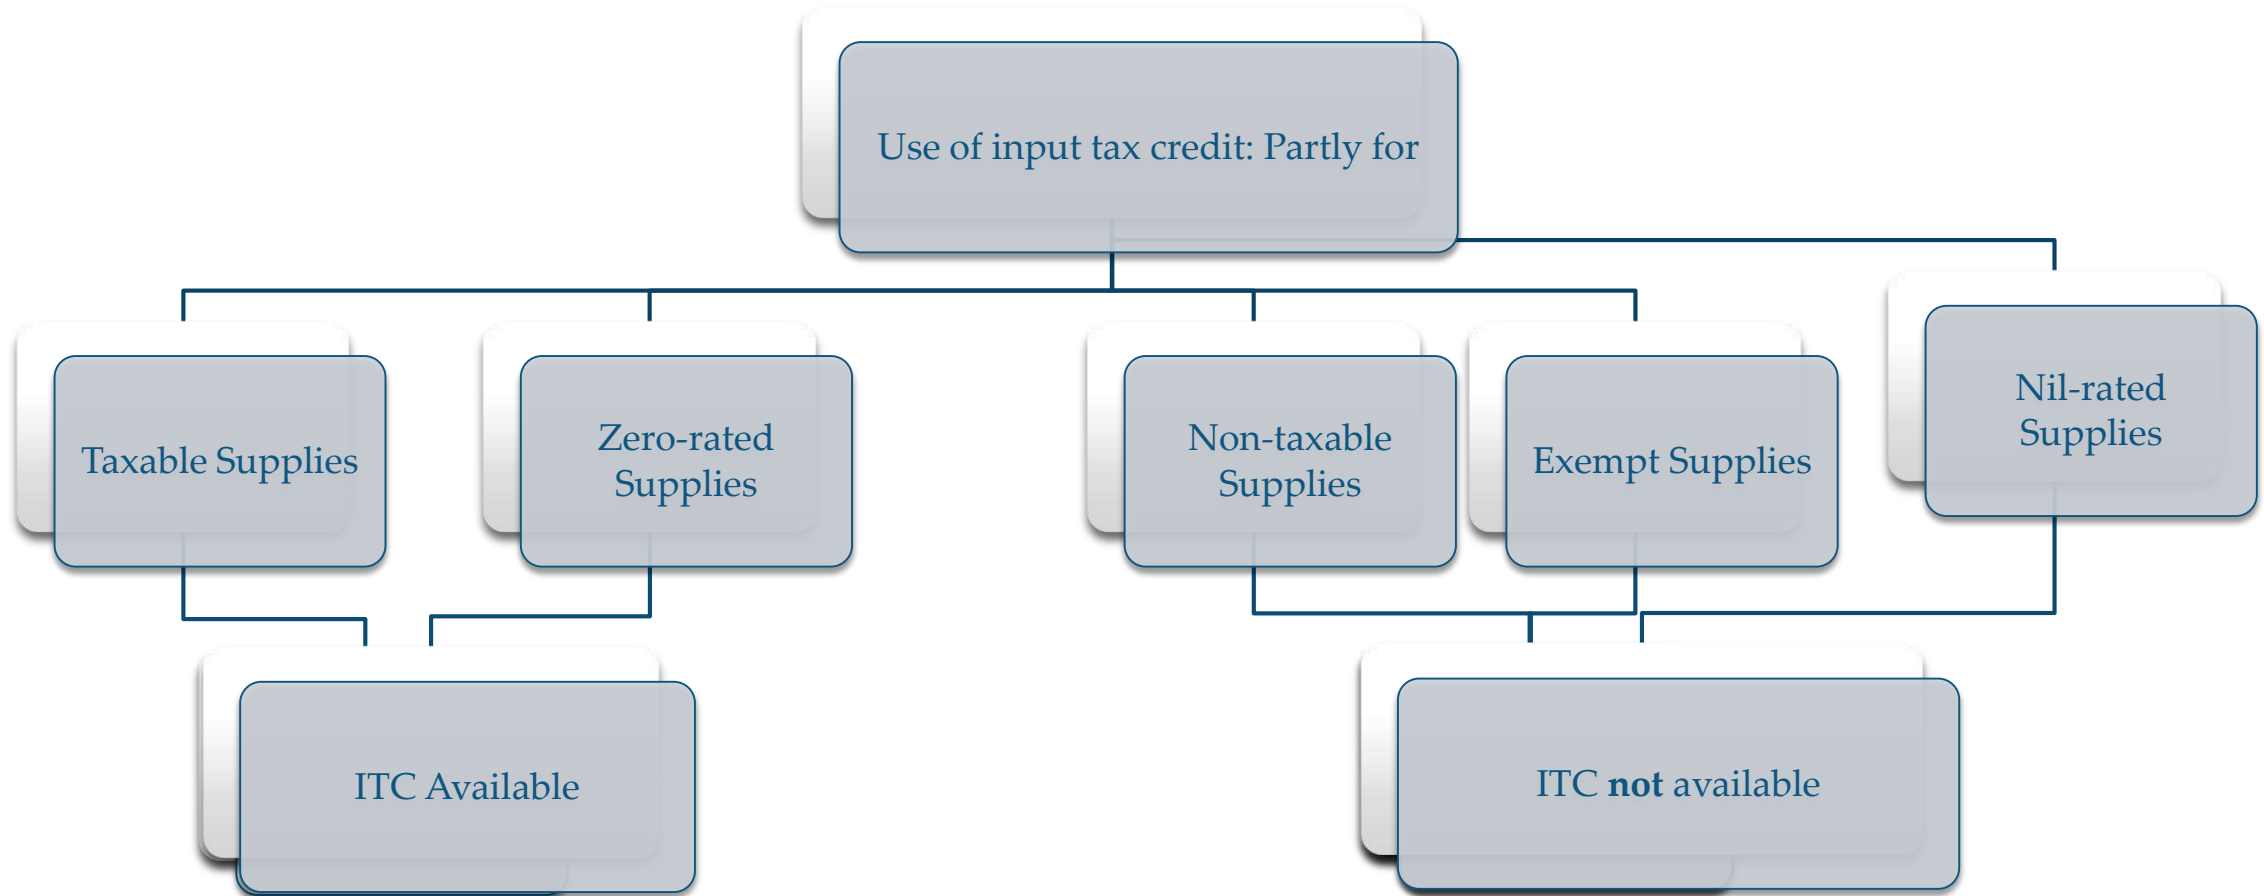 Use of input tax credit: Partly for
Taxable Supplies
Zero-rated
Supplies
Non-taxable
Supplies
Exempt Supplies
Nil-rated
Supplies
ITC Available
ITC not available